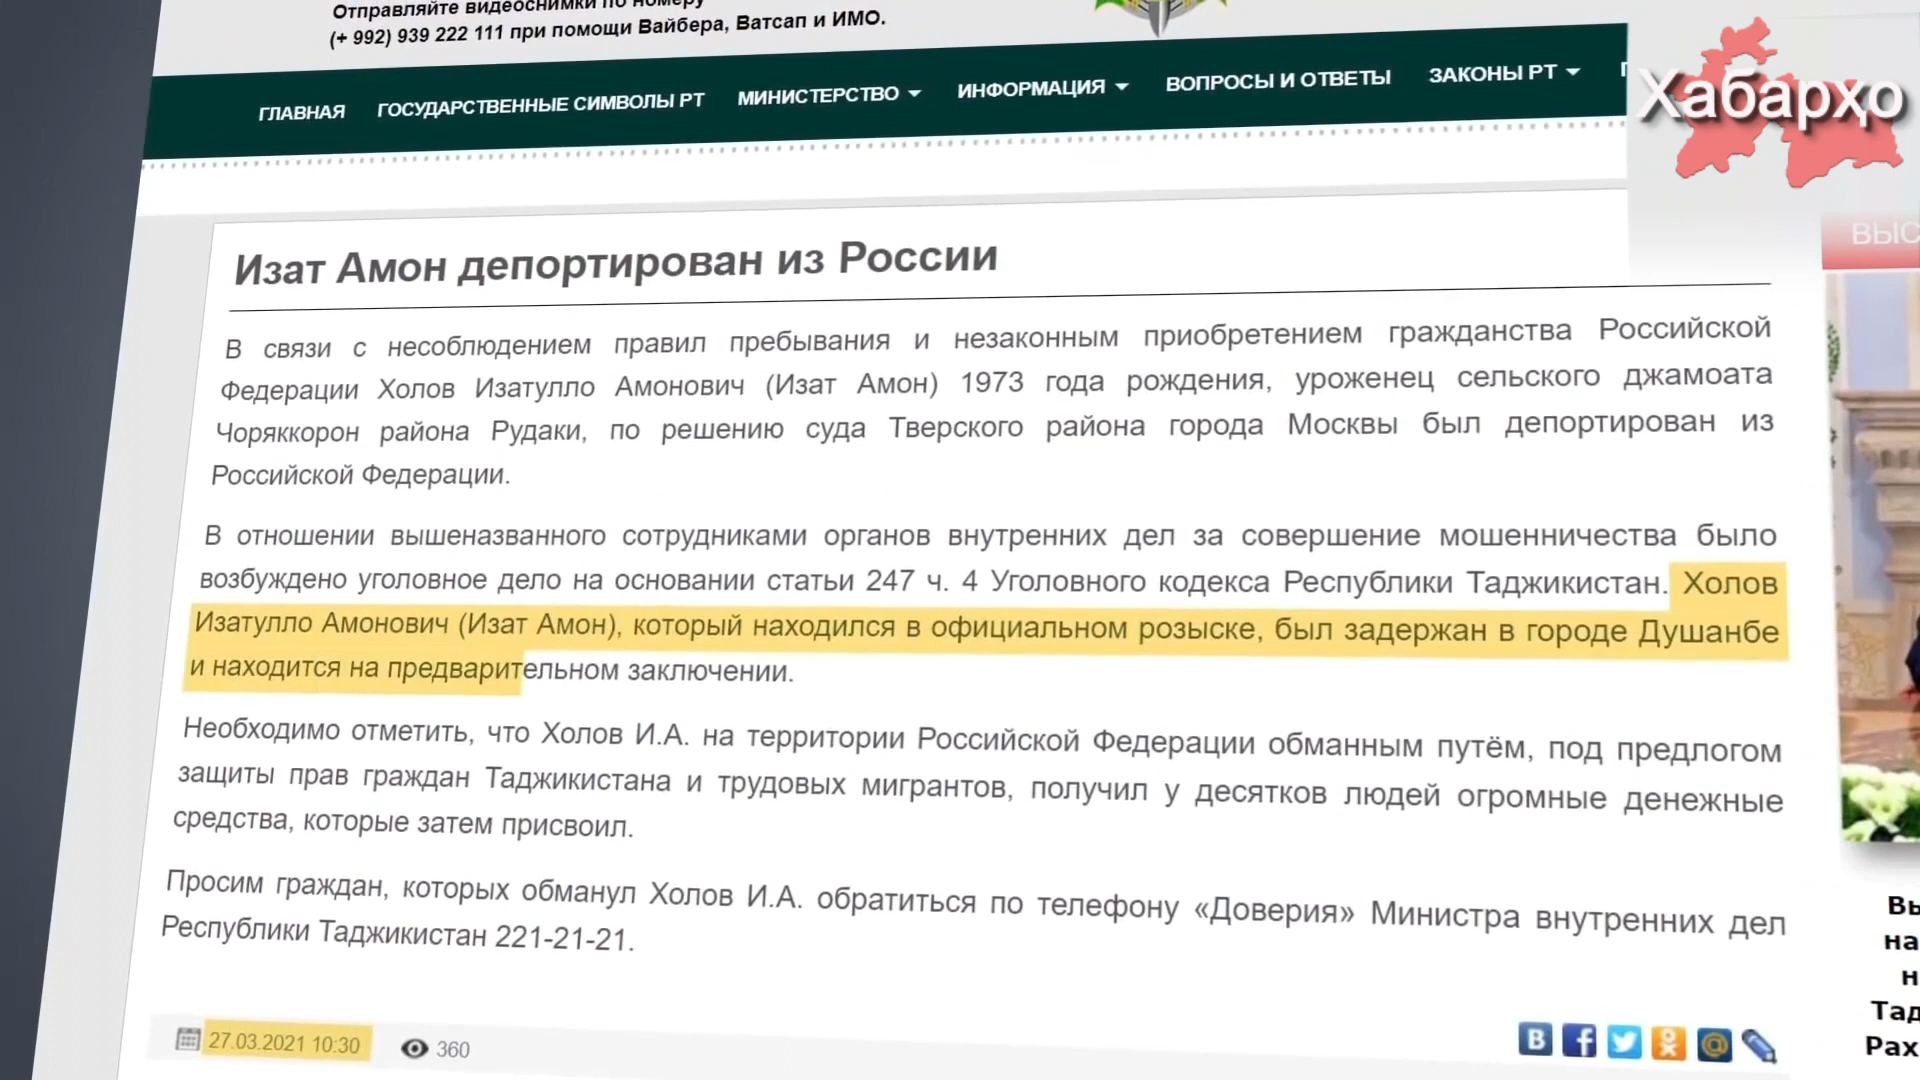 Отправляйте видеоснимки по номеру
(+ 992) 939 222 111 при помощи Вайбера, Ватсап и ИМО.
ГЛАВНАЯ ГОСУДАРСТВЕННЫЕ СИМВОЛЫ РТ МИНИСТЕРСТВО ИНФОРМАЦИЯ ВОПРОСЫ И ОТВЕТЫ ЗАКОНЫ РТ
Хабарҳо
Изат Амон депортирован из России
В связи с несоблюдением правил пребывания и незаконным приобретением гражданства Российской
Федерации Холов Изатулло Амонович (Изат Амон) 1973 года рождения, уроженец сельского джамоата
Чоряккорон района Рудаки, по решению суда Тверского района города Москвы был депортирован из
Российской Федерации.
В отношении вышеназванного сотрудниками органов внутренних дел за совершение мошенничества было
возбуждено уголовное дело на основании статьи 247 ч. 4 Уголовного кодекса Республики Таджикистан. Холов
Изатулло Амонович (Изат Амон), который находился в официальном розыске, был задержан в городе Душанбе
и находится на предварительном заключении.
Необходимо отметить, что Холов И.А. на территории Российской Федерации обманным путём, под предлогом
защиты прав граждан Таджикистана и трудовых мигрантов, получил у десятков людей огромные денежные
средства, которые затем присвоил.
Просим граждан, которых обманул Холов И.А. обратиться по телефону «Доверия» Министра внутренних дел
Республики Таджикистан 221-21-21.
27.03.2021 10:30 360
ВЫС
Вы
на
н
Тад
Рах